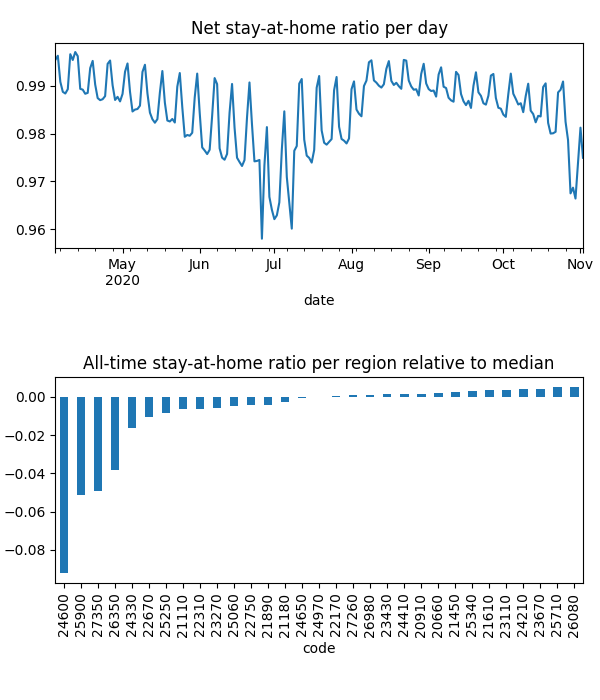 Net stay-at-home ratio per day
0.99
0.98
0.97
0.96
May Jun Jul Aug Sep Oct Nov
2020
date
All-time stay-at-home ratio per region relative to median
0.00
−0.02
−0.04
−0.06
−0.08
24600 25900 27350 26350 24330 22670 25250 21110 22310 23270 25060 22750 21890 21180 24650 24970 22170 27260 26980 23430 24410 20910 20660 21450 25340 21610 23110 24210 23670 25710 26080
code